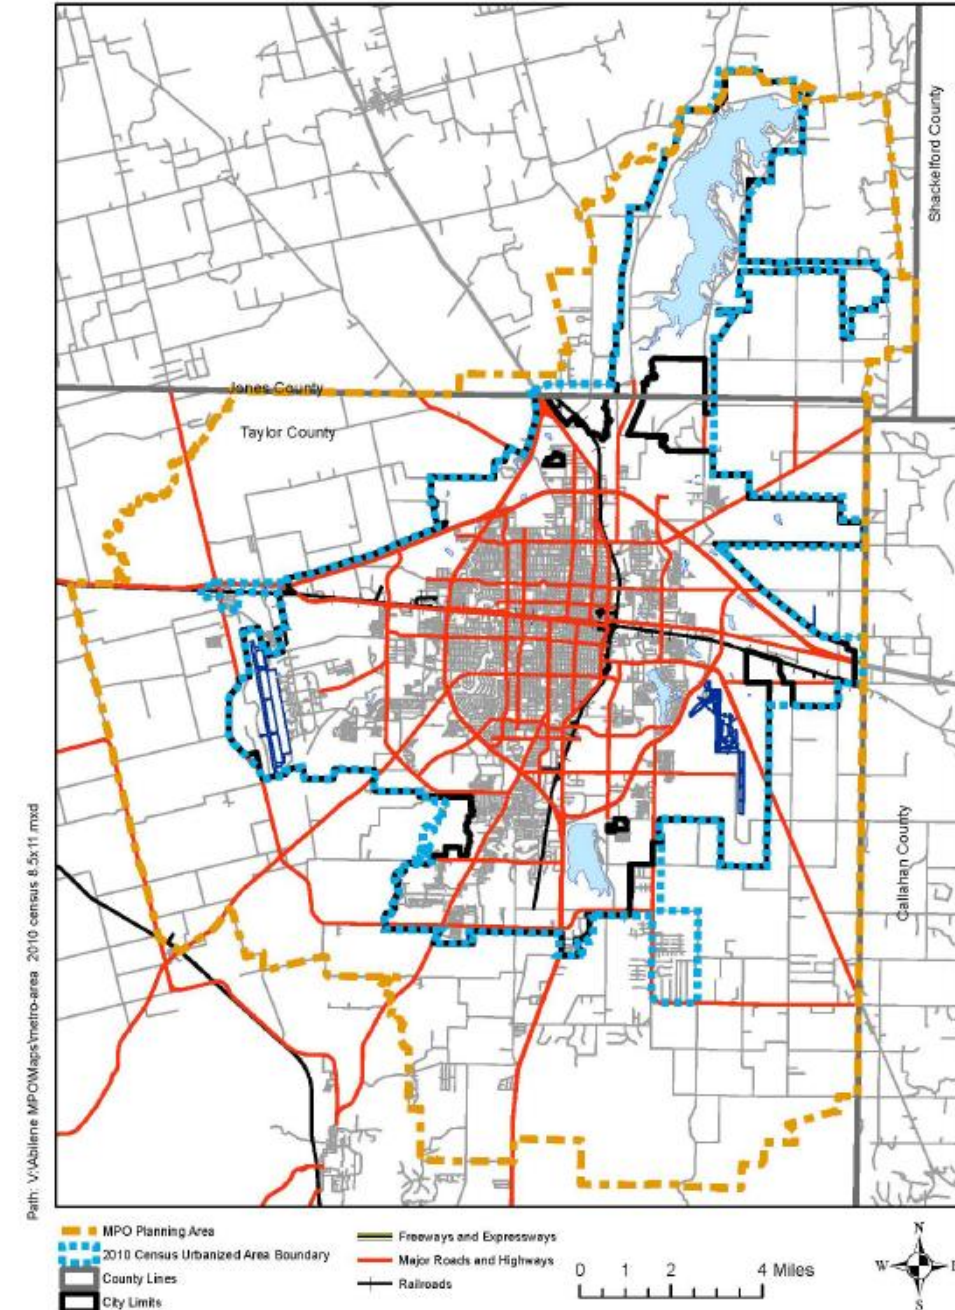 Shackelford County
Jones County
Taylor County
Callahan County
Path: V:\Abilene MPO\Maps\metro-area 2010 census 8.5x11.mxd
MPO Planning Area
2010 Census Urbanized Area Boundary
County Lines
City Limits
Freeways and Expressways
Major Roads and Highways
Railroads
0 1 2 4 Miles
N
W
S